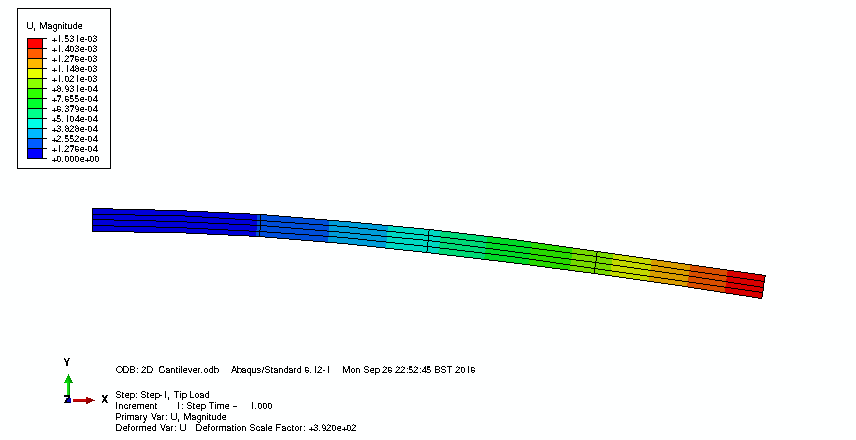 U, Magnitude
+1.531e-03
+1.403e-03
+1.276e-03
+1.148e-03
+1.021e-03
+8.931e-04
+7.655e-04
+6.379e-04
+5.104e-04
+3.828e-04
+2.552e-04
+1.276e-04
+0.000e+00
Y
Z X
ODB: 2D_Cantilever.odb Abaqus/Standard 6.12-1 Mon Sep 26 22:52:45 BST 2016
Step: Step-1, Tip Load
Increment 1: Step Time = 1.000
Primary Var: U, Magnitude
Deformed Var: U Deformation Scale Factor: +3.920e+02